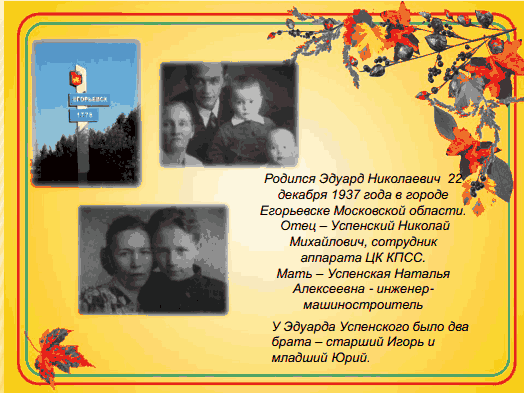 ЕГОРЬЕВСК
1778
Родился Эдуард Николаевич 22
декабря 1937 года в городе
Егорьевске Московской области.
Отец – Успенский Николай
Михайлович, сотрудник
аппарата ЦК КПСС.
Мать – Успенская Наталья
Алексеевна - инженер-
машиностроитель
У Эдуарда Успенского было два
брата – старший Игорь и
младший Юрий.